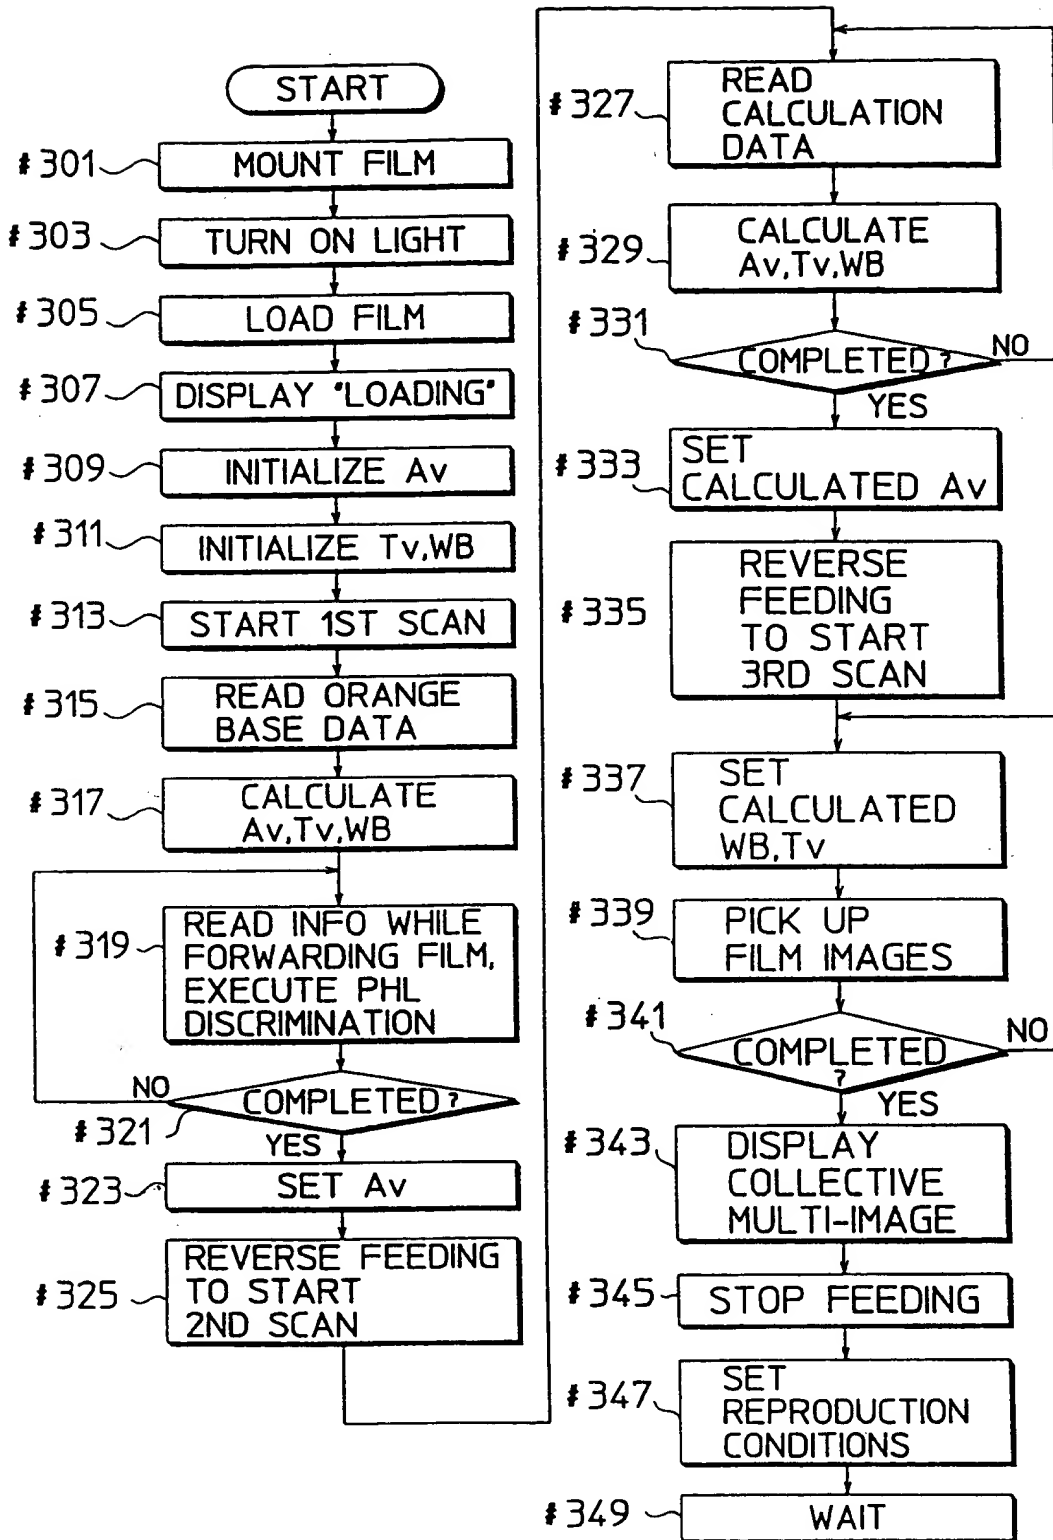 START
#301
MOUNT FILM
#303
TURN ON LIGHT
#305
LOAD FILM
#307
DISPLAY "LOADING"
#309
INITIALIZE Av
#311
INITIALIZE Tv,WB
#313
START 1ST SCAN
#315
READ ORANGE
BASE DATA
#317
CALCULATE
Av,Tv,WB
#319
READ INFO WHILE
FORWARDING FILM,
EXECUTE PHL
DISCRIMINATION
NO
COMPLETED?
#321
YES
#323
SET Av
#325
REVERSE FEEDING
TO START
2ND SCAN
#327
READ
CALCULATION
DATA
#329
CALCULATE
Av,Tv,WB
#331
COMPLETED?
NO
YES
#333
SET
CALCULATED Av
#335
REVERSE
FEEDING
TO START
3RD SCAN
#337
SET
CALCULATED
WB,Tv
#339
PICK UP
FILM IMAGES
#341
COMPLETED
?
NO
YES
#343
DISPLAY
COLLECTIVE
MULTI-IMAGE
#345
STOP FEEDING
#347
SET
REPRODUCTION
CONDITIONS
#349
WAIT